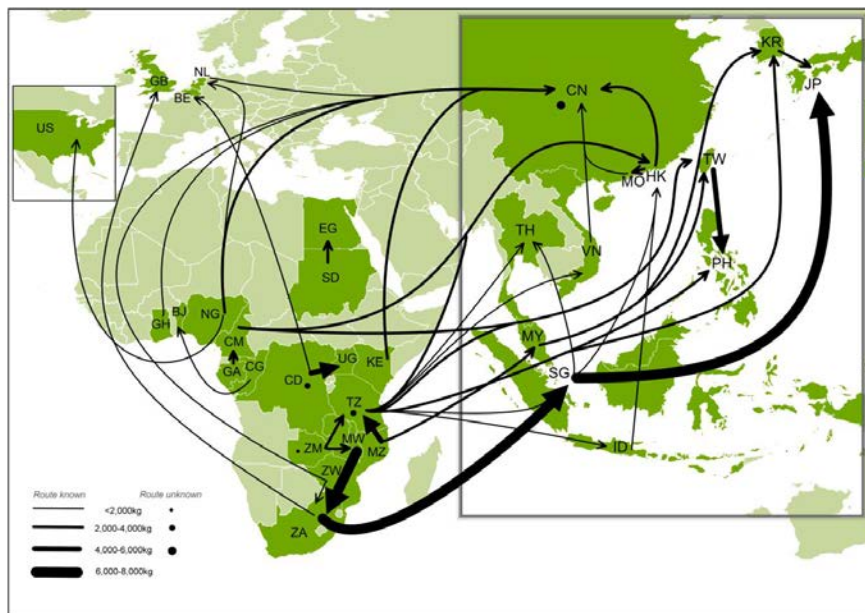 KR
NL
GB
CN
JP
BE
US
TW
HK
MO
EG
TH
VN
PH
SD
BJ
NG
GH
MY
CM
UG
KE
CG
GA
SG
CD
TZ
MW
ZM
MZ
ID
ZW
Route known
Route unknown
<2,000kg
2,000-4,000kg
ZA
4,000-6,000kg
6,000-8,000kg